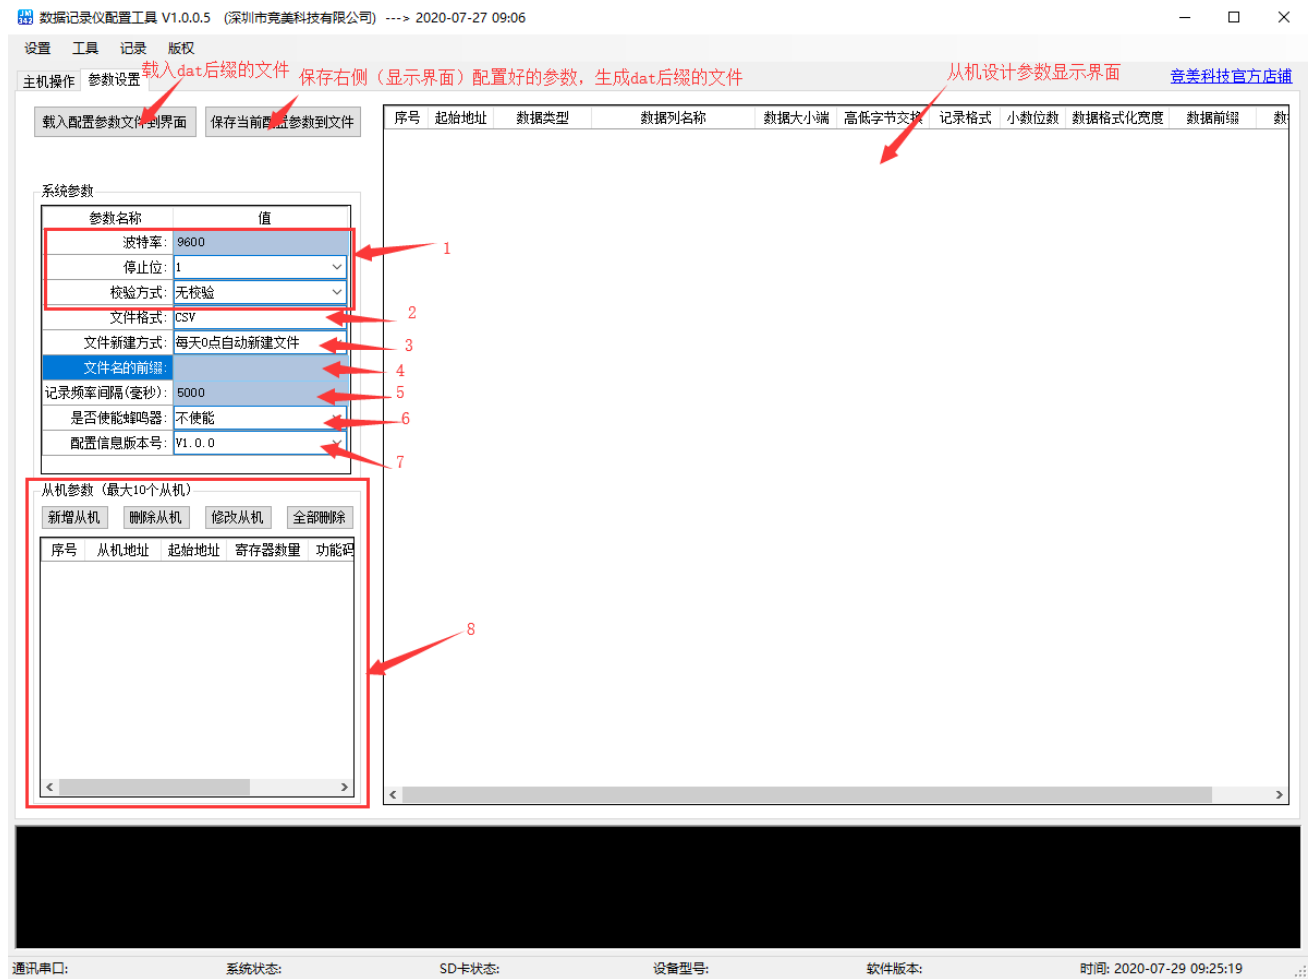 数据记录仪配置工具 V1.0.0.5 (深圳市竞美科技有限公司) ---> 2020-07-27 09:06
设置 工具 记录 版权
主机操作 参数设置 载入dat后缀的文件 保存右侧（显示界面）配置好的参数，生成dat后缀的文件 从机设计参数显示界面 竞美科技官方店铺
载入配置参数文件到界面 保存当前配置参数到文件
序号 起始地址 数据类型 数据列名称 数据大小端 高低字节交换 记录格式 小数位数 数据格式化宽度 数据前缀
系统参数
参数名称 值
波特率: 9600 1
停止位: 1
校验方式: 无校验
文件格式: CSV 2
文件新建方式: 每天0点自动新建文件 3
文件名的前缀: 4
记录频率间隔(毫秒): 5000 5
是否使能蜂鸣器: 不使能 6
配置信息版本号: V1.0.0 7
从机参数（最大10个从机）
新增从机 删除从机 修改从机 全部删除
序号 从机地址 起始地址 寄存器数量 功能码
8
通讯串口: 系统状态: SD卡状态: 设备型号: 软件版本: 时间: 2020-07-29 09:25:19